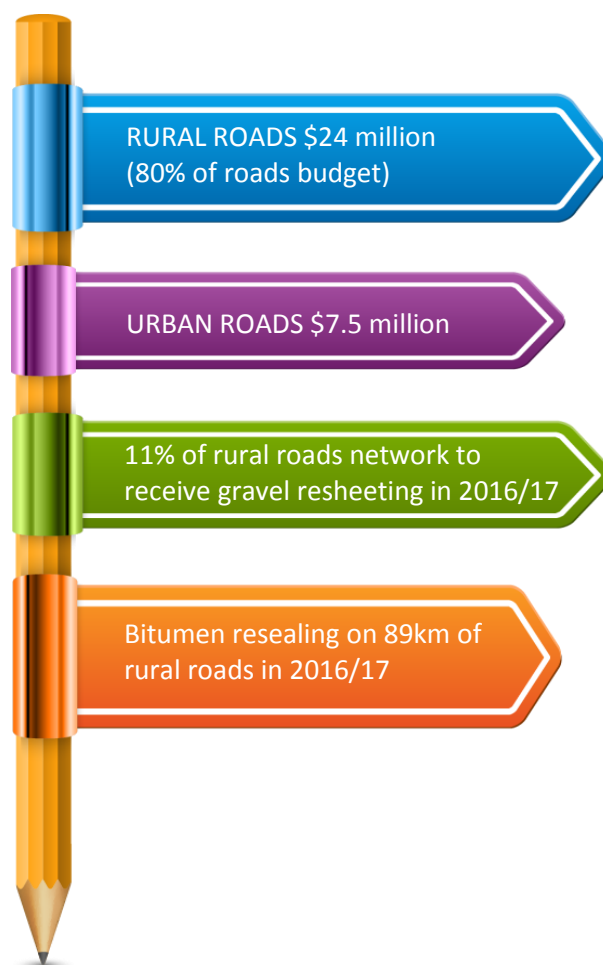 RURAL ROADS $24 million
(80% of roads budget)
URBAN ROADS $7.5 million
11% of rural roads network to
receive gravel resheeting in 2016/17
Bitumen resealing on 89km of
rural roads in 2016/17